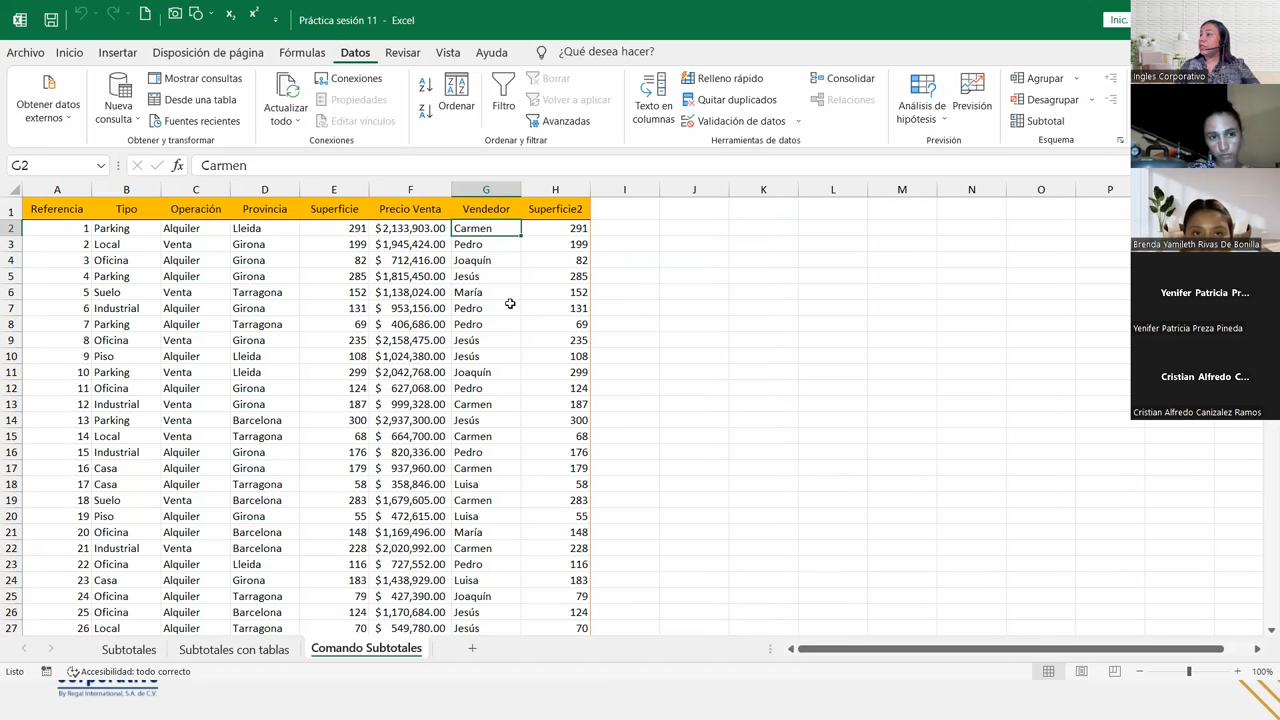 Práctica sesión 11 - Excel
Inic.
Archivo Inicio Insertar Disposición de página Fórmulas Datos Revisar Vista Ayuda ¿Qué desea hacer?
Obtener datos externos
Nueva consulta
Mostrar consultas
Desde una tabla
Fuentes recientes
Obtener y transformar
Actualizar todo
Conexiones
Propiedades
Editar vínculos
Conexiones
Ordenar
Filtro
Borrar
Volver a aplicar
Avanzadas
Ordenar y filtrar
Texto en columnas
Relleno rápido
Quitar duplicados
Validación de datos
Consolidar
Relaciones
Herramientas de datos
Análisis de hipótesis
Previsión
Previsión
Agrupar
Desagrupar
Subtotal
Esquema
G2 fx Carmen
A B C D E F G H I J K L M N O P
1 Referencia Tipo Operación Provincia Superficie Precio Venta Vendedor Superficie2
2 1 Parking Alquiler Lleida 291 $2,133,903.00 Carmen 291
3 2 Local Venta Girona 199 $1,945,424.00 Pedro 199
4 3 Oficina Alquiler Girona 82 $ 712,410.00 Joaquín 82
5 4 Parking Alquiler Girona 285 $1,815,450.00 Jesús 285
6 5 Suelo Venta Tarragona 152 $1,138,024.00 María 152
7 6 Industrial Alquiler Girona 131 $ 953,156.00 Pedro 131
8 7 Parking Alquiler Tarragona 69 $ 406,686.00 Pedro 69
9 8 Oficina Alquiler Girona 235 $2,158,475.00 Jesús 235
10 9 Piso Alquiler Lleida 108 $1,024,380.00 Jesús 108
11 10 Parking Venta Lleida 299 $2,042,768.00 Joaquín 299
12 11 Oficina Alquiler Girona 124 $ 627,068.00 Pedro 124
13 12 Industrial Venta Girona 187 $ 999,328.00 Carmen 187
14 13 Parking Venta Barcelona 300 $2,937,300.00 Jesús 300
15 14 Local Venta Tarragona 68 $ 664,700.00 Carmen 68
16 15 Industrial Alquiler Girona 176 $ 820,336.00 Pedro 176
17 16 Casa Alquiler Girona 179 $ 937,960.00 Carmen 179
18 17 Casa Alquiler Tarragona 58 $ 358,846.00 Luisa 58
19 18 Suelo Venta Barcelona 283 $1,679,605.00 Carmen 283
20 19 Piso Alquiler Girona 55 $ 472,615.00 Luisa 55
21 20 Oficina Alquiler Barcelona 148 $1,169,496.00 María 148
22 21 Industrial Venta Barcelona 228 $2,020,992.00 Carmen 228
23 22 Oficina Alquiler Lleida 116 $ 727,552.00 Pedro 116
24 23 Casa Alquiler Girona 183 $1,438,929.00 Luisa 183
25 24 Oficina Alquiler Tarragona 79 $ 427,390.00 Joaquín 79
26 25 Oficina Alquiler Barcelona 124 $1,170,684.00 Jesús 124
27 26 Local Alquiler Tarragona 70 $ 549,780.00 Jesús 70
Subtotales Subtotales con tablas Comando Subtotales
Listo Accesibilidad: todo correcto 100%
By Regal International, S.A. de C.V.
Ingles Corporativo
Brenda Yamileth Rivas De Bonilla
Yenifer Patricia Pr...
Yenifer Patricia Preza Pineda
Cristian Alfredo C...
Cristian Alfredo Canizalez Ramos